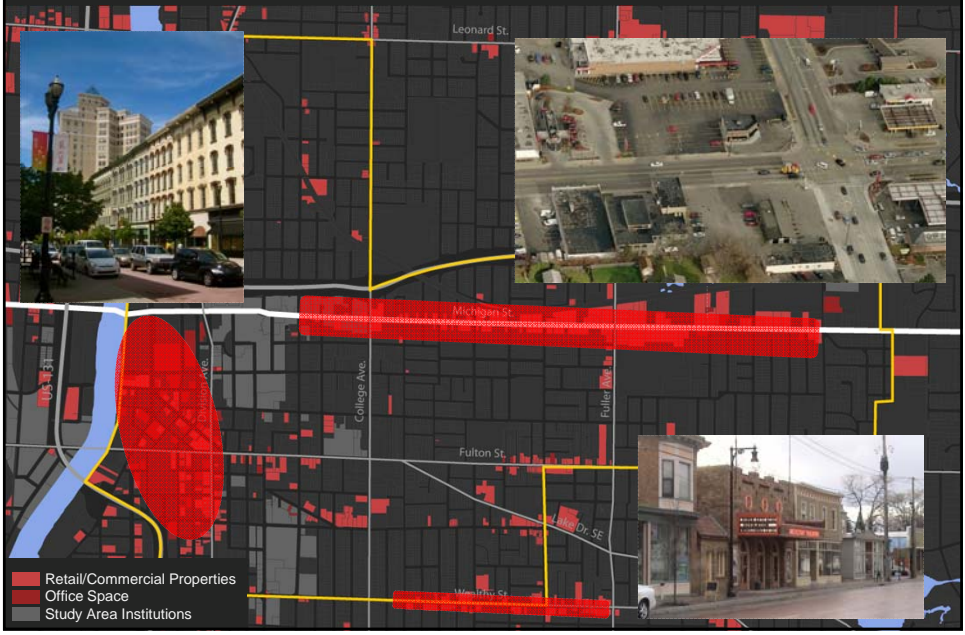 Leonard St.
Michigan St.
US-131
Division Ave.
College Ave.
Fuller Ave.
Fulton St.
Lake Dr. SE
Wealthy St.
Retail/Commercial Properties
Office Space
Study Area Institutions